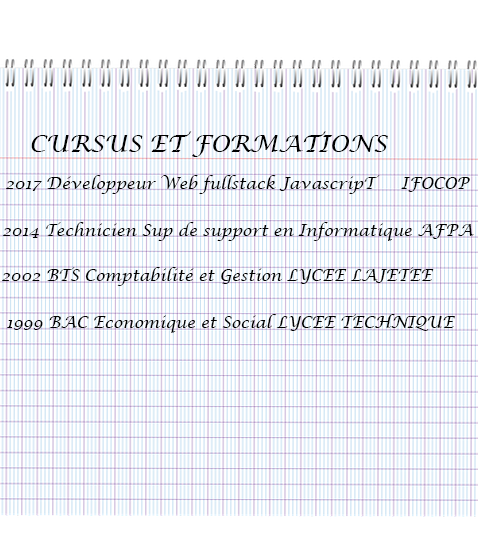 CURSUS ET FORMATIONS
2017 Développeur Web fullstack JavascripT IFOCOP
2014 Technicien Sup de support en Informatique AFPA
2002 BTS Comptabilité et Gestion LYCEE LAJETEE
1999 BAC Economique et Social LYCEE TECHNIQUE